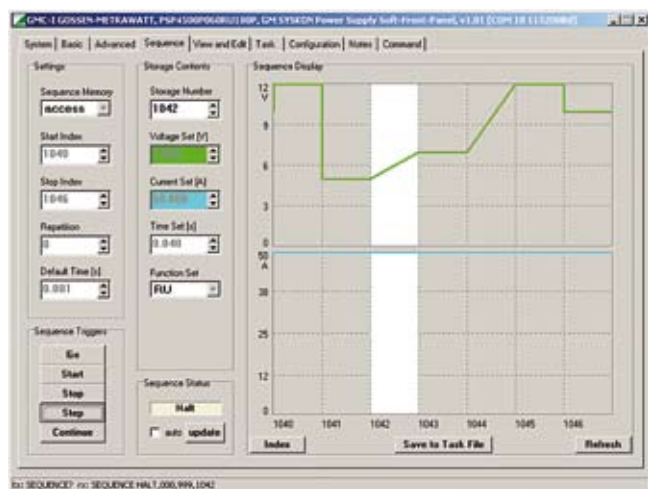 GMC-I GOSSEN-METRAWATT, PSP4500P060RU180P, GM SYSKON Power Supply Soft-Front-Panel, v1.01
System Basic Advanced Sequence View and Edit Task Configuration Notes Command
Settings
Sequence Memory
access
Start Index
1040
Stop Index
1046
Repetition
0
Default Time [s]
0.001
Sequence Triggers
Go
Start
Stop
Step
Continue
Storage Contents
Storage Number
1042
Voltage Set [V]
Current Set [A]
Time Set [s]
0.040
Function Set
RU
Sequence Status
Halt
auto update
Sequence Display
12
V
9
6
3
0
50
A
38
25
12
0
1040 1041 1042 1043 1044 1045 1046
Index Save to Task File Refresh
tx: SEQUENCE? rx: SEQUENCE HALT,000,999,1042